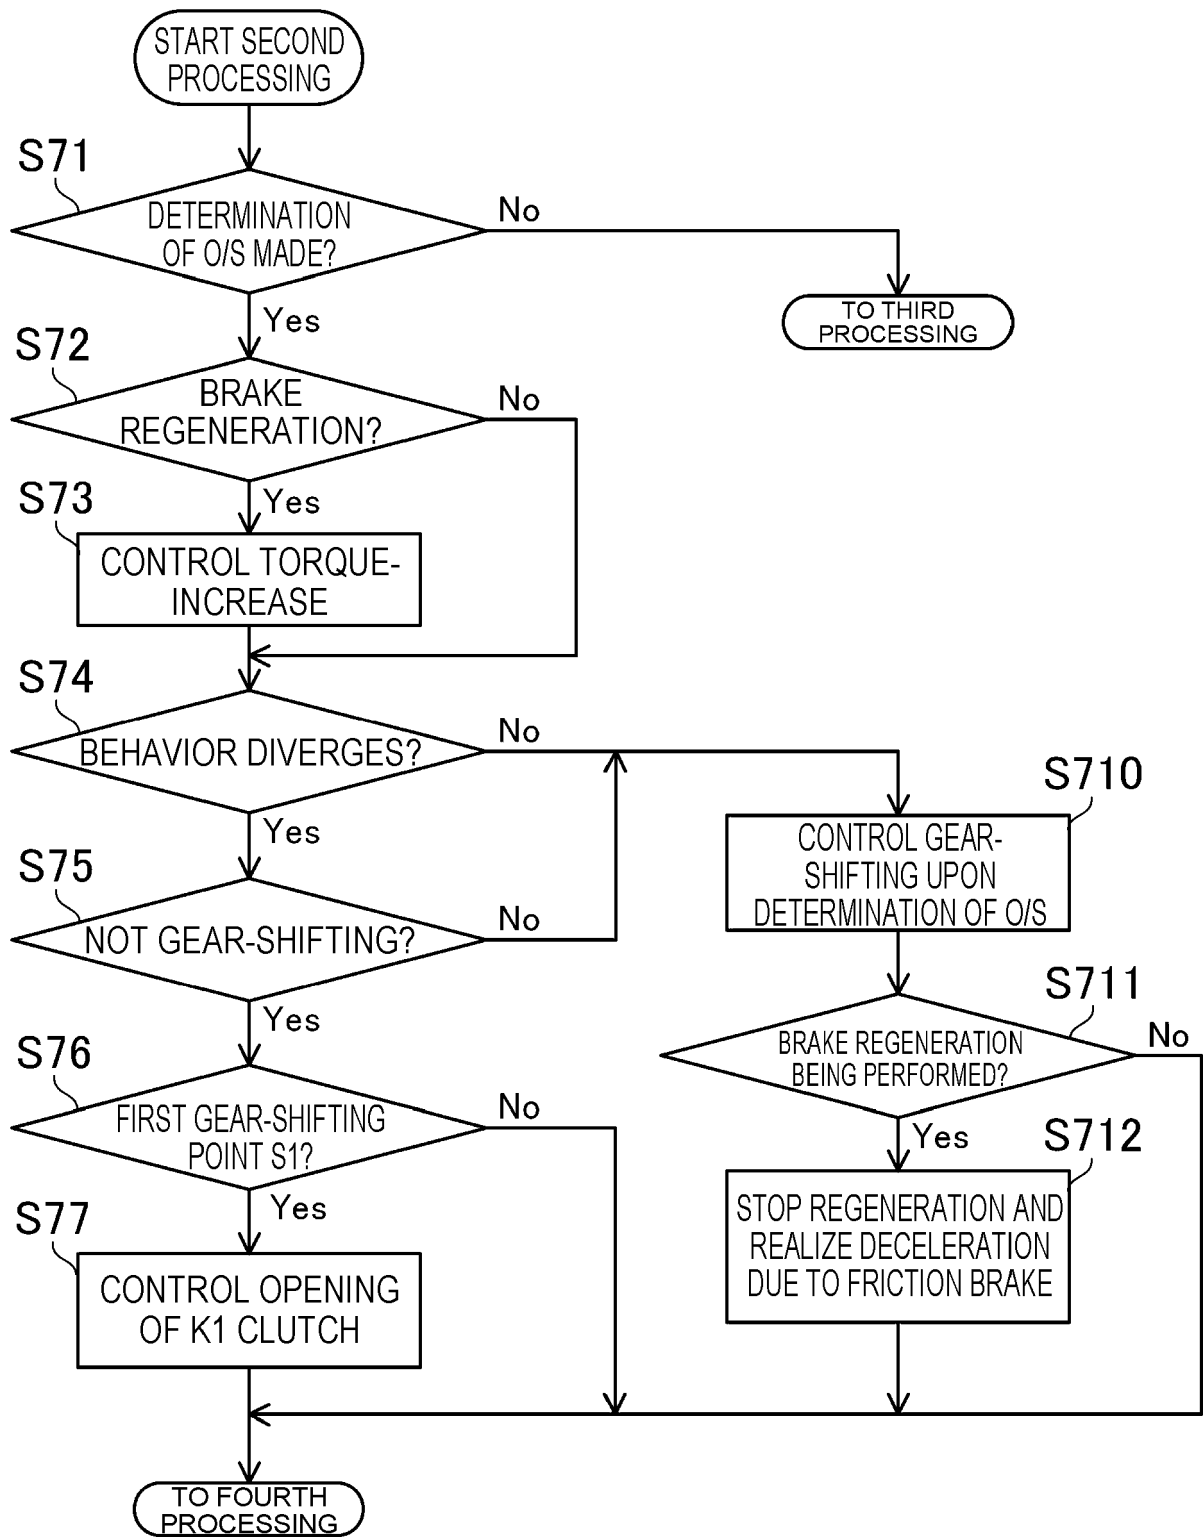 START SECOND
PROCESSING
S71
DETERMINATION
OF O/S MADE?
No
TO THIRD
PROCESSING
Yes
S72
BRAKE
REGENERATION?
No
Yes
S73
CONTROL TORQUE-
INCREASE
S74
BEHAVIOR DIVERGES?
No
Yes
S75
NOT GEAR-SHIFTING?
No
Yes
S76
FIRST GEAR-SHIFTING
POINT S1?
No
Yes
S77
CONTROL OPENING
OF K1 CLUTCH
S710
CONTROL GEAR-
SHIFTING UPON
DETERMINATION OF O/S
S711
BRAKE REGENERATION
BEING PERFORMED?
No
Yes
S712
STOP REGENERATION AND
REALIZE DECELERATION
DUE TO FRICTION BRAKE
TO FOURTH
PROCESSING